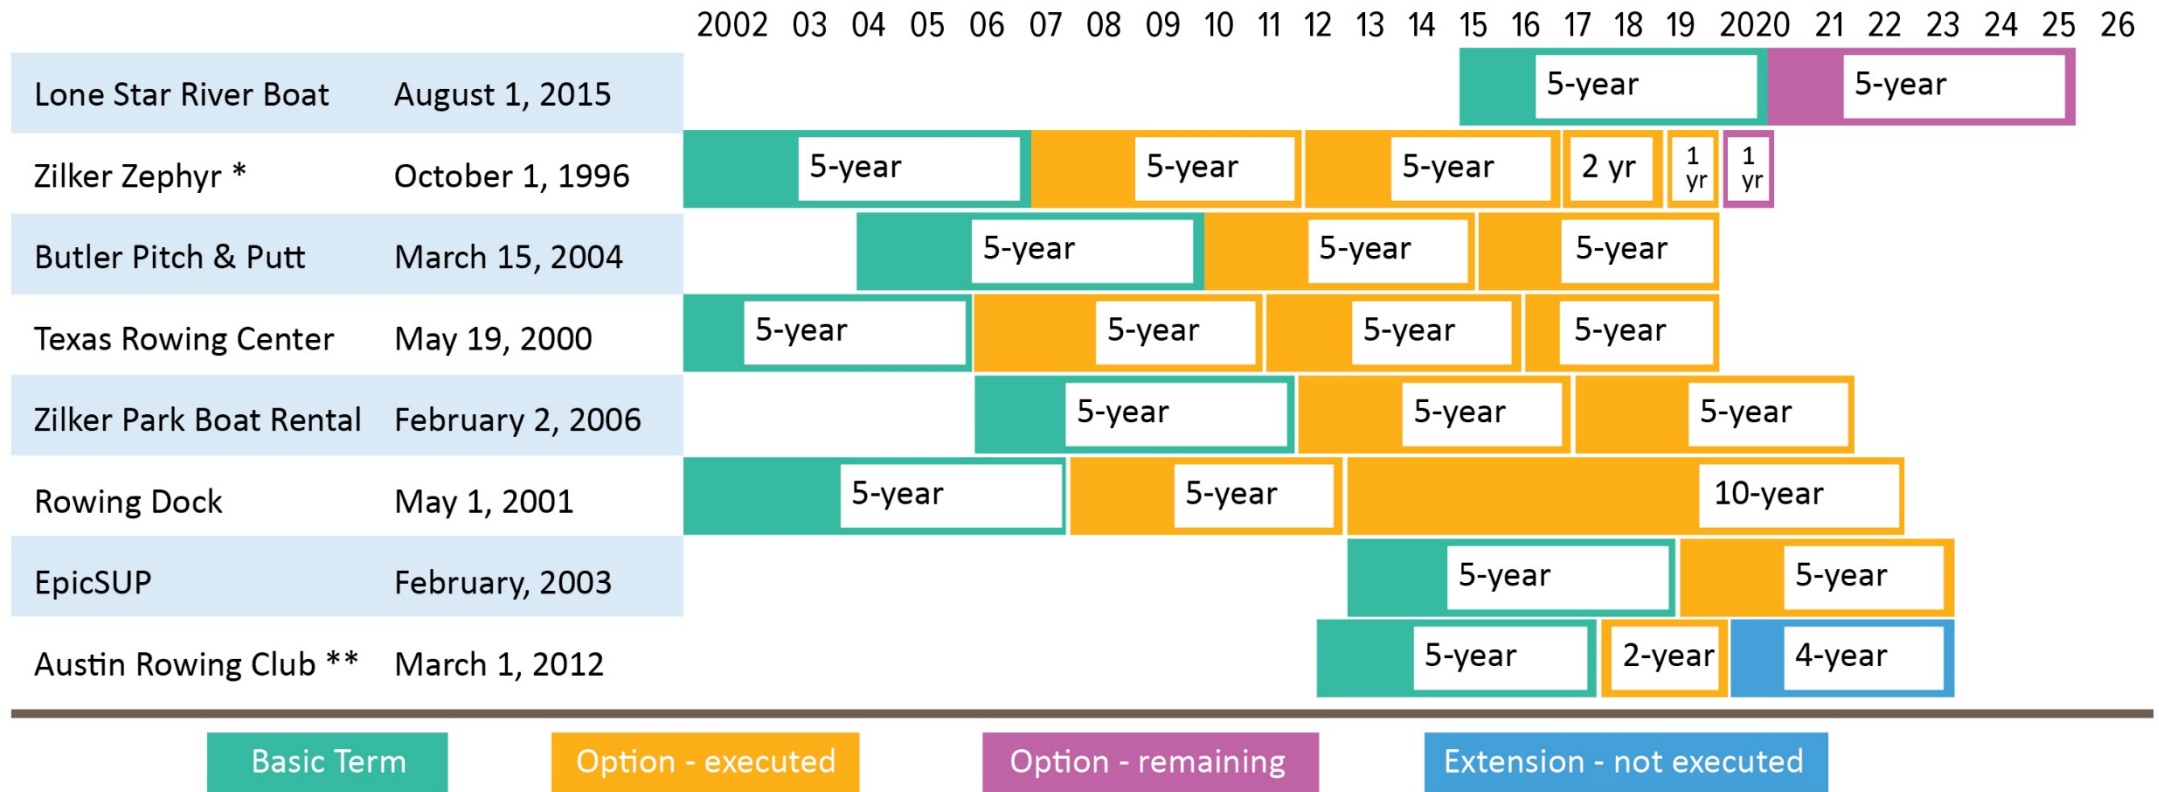 2002 03 04 05 06 07 08 09 10 11 12 13 14 15 16 17 18 19 2020 21 22 23 24 25 26
Lone Star River Boat August 1, 2015 5-year 5-year
Zilker Zephyr * October 1, 1996 5-year 5-year 5-year 2 yr 1 yr 1 yr
Butler Pitch & Putt March 15, 2004 5-year 5-year 5-year
Texas Rowing Center May 19, 2000 5-year 5-year 5-year 5-year
Zilker Park Boat Rental February 2, 2006 5-year 5-year 5-year
Rowing Dock May 1, 2001 5-year 5-year 10-year
EpicSUP February, 2003 5-year 5-year
Austin Rowing Club ** March 1, 2012 5-year 2-year 4-year
Basic Term Option - executed Option - remaining Extension - not executed